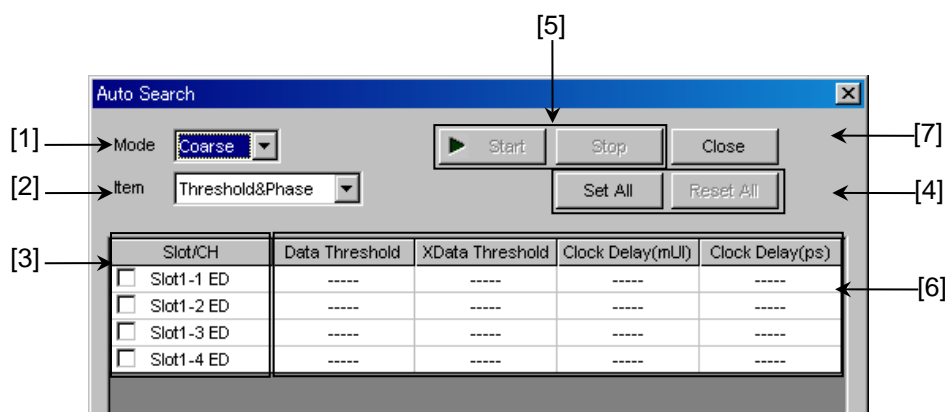 [5]
Auto Search
[1] Mode Coarse Start Stop Close [7]
[2] Item Threshold&Phase Set All Reset All [4]
[3] Slot/CH Data Threshold XData Threshold Clock Delay(mUI) Clock Delay(ps)
Slot1-1 ED ----- ----- ----- -----
[6]
Slot1-2 ED ----- ----- ----- -----
Slot1-3 ED ----- ----- ----- -----
Slot1-4 ED ----- ----- ----- -----